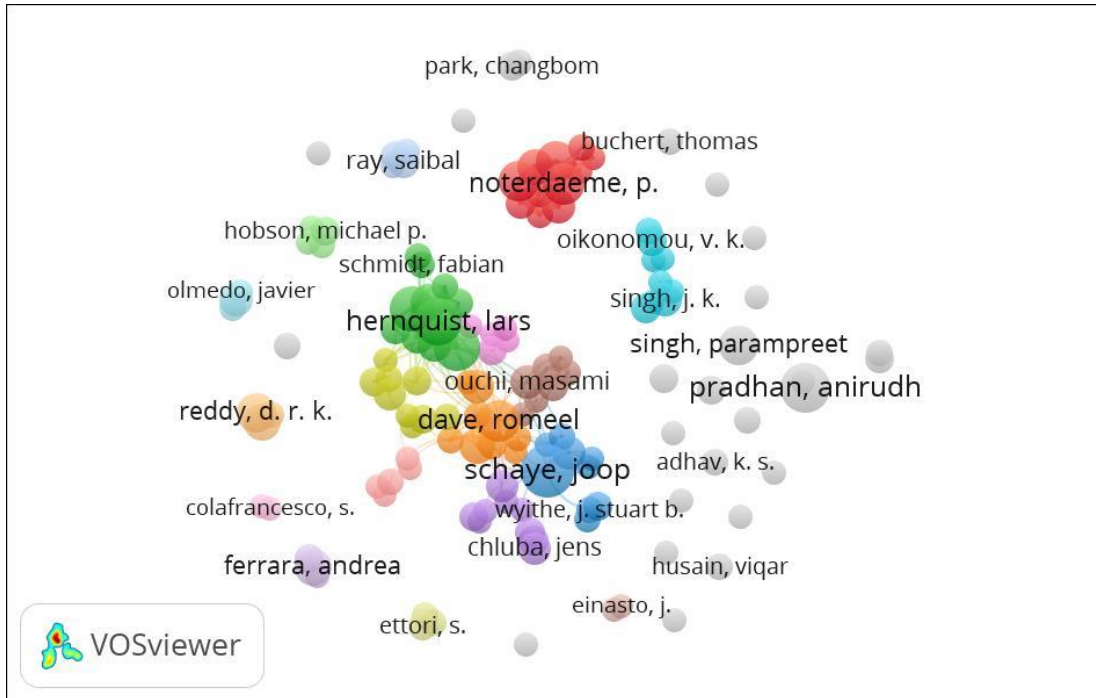 park, changbom
buchert, thomas
ray, saibal
noterdaeme, p.
hobson, michael p.
oikonomou, v. k.
schmidt, fabian
olmedo, javier
singh, j. k.
hernquist, lars
singh, parampreet
ouchi, masami
pradhan, anirudh
reddy, d. r. k.
dave, romeel
adhav, k. s.
schaye, joop
colafrancesco, s.
wyithe, j. stuart b.
chluba, jens
ferrara, andrea
husain, viqar
einasto, j.
ettori, s.
VOSviewer